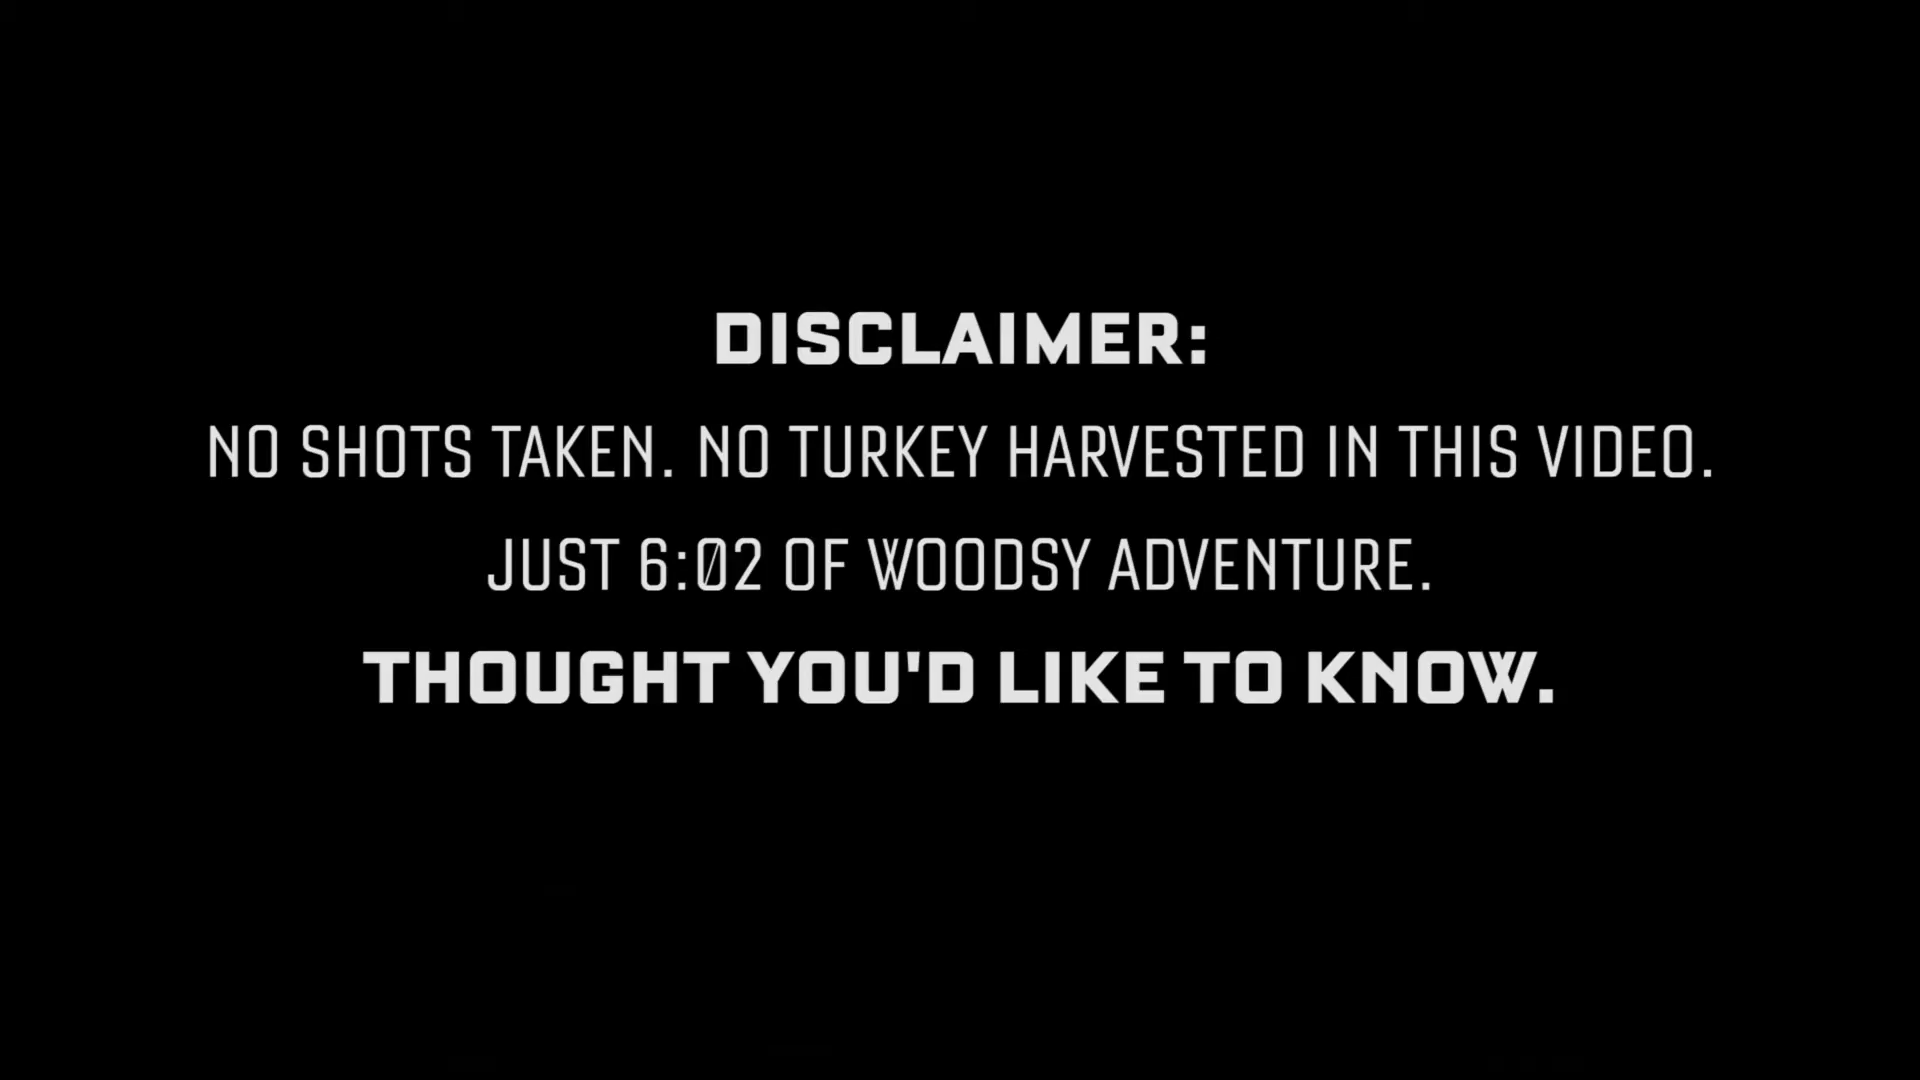 DISCLAIMER:
NO SHOTS TAKEN. NO TURKEY HARVESTED IN THIS VIDEO.
JUST 6:02 OF WOODSY ADVENTURE.
THOUGHT YOU'D LIKE TO KNOW.